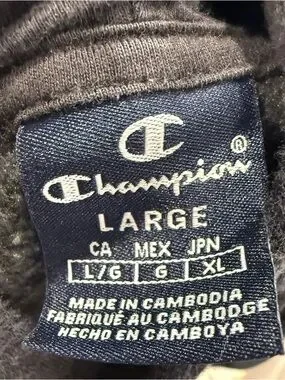 Champion®
LARGE
CA MEX JPN
L/G G XL
MADE IN CAMBODIA
FABRIQUÉ AU CAMBODGE
HECHO EN CAMBOYA